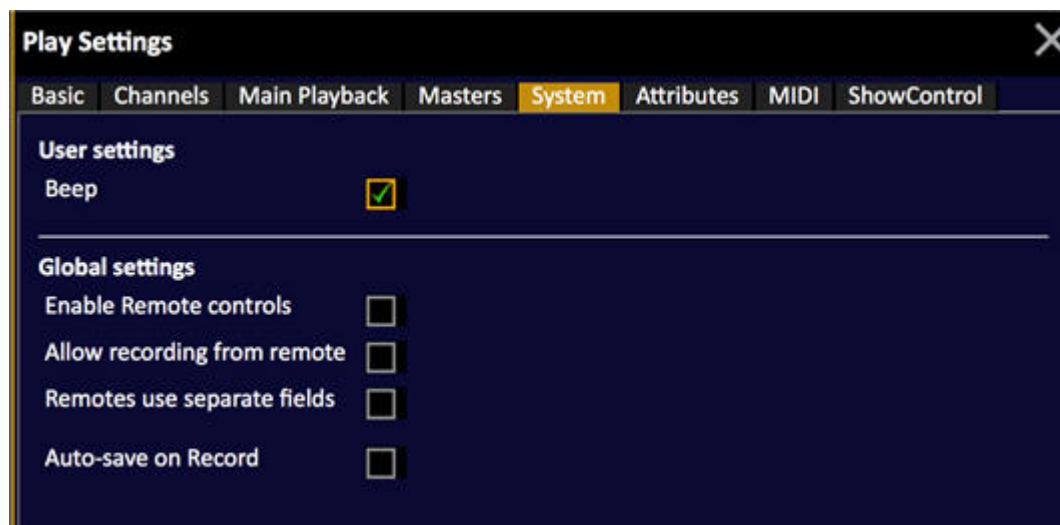 Play Settings
Basic Channels Main Playback Masters System Attributes MIDI ShowControl
User settings
Beep
Global settings
Enable Remote controls
Allow recording from remote
Remotes use separate fields
Auto-save on Record